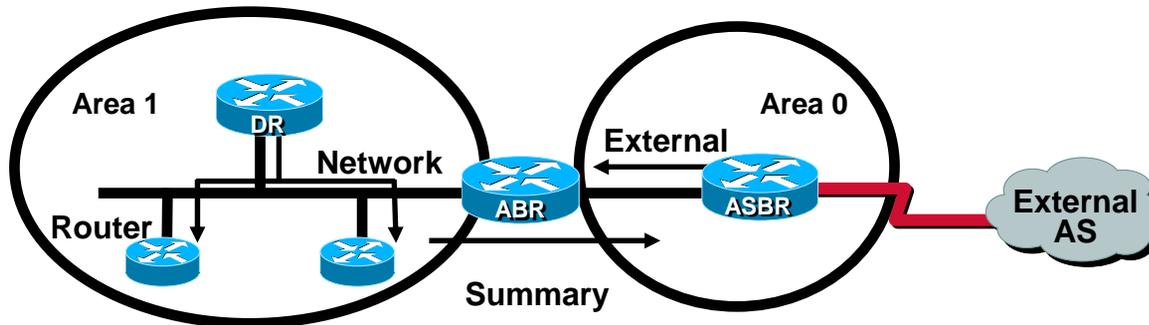 Area 1
DR
Network
Router
ABR
Summary
External
Area 0
ASBR
External
AS